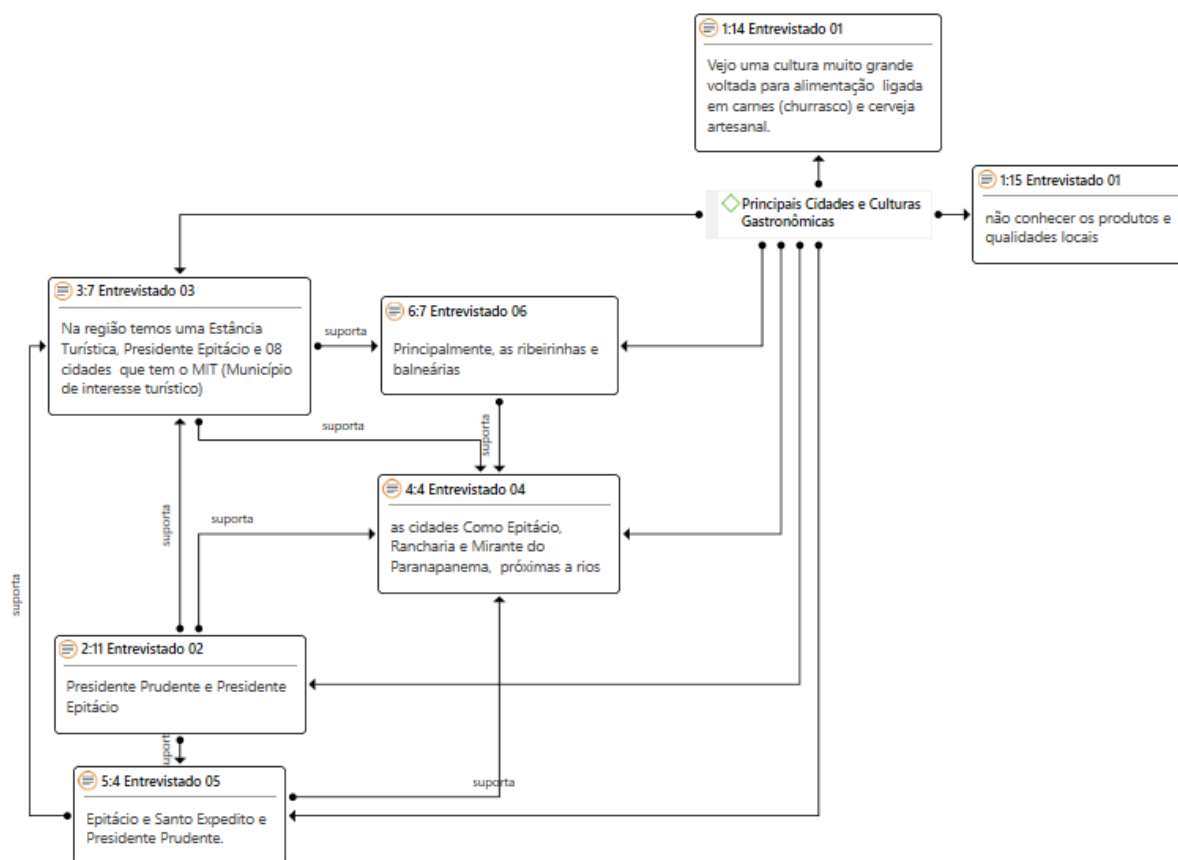 1:14 Entrevistado 01
Vejo uma cultura muito grande
voltada para alimentação ligada
em carnes (churrasco) e cerveja
artesanal.
1:15 Entrevistado 01
não conhecer os produtos e
qualidades locais
Principais Cidades e Culturas
Gastronômicas
3:7 Entrevistado 03
Na região temos uma Estância
Turística, Presidente Epitácio e 08
cidades que tem o MIT (Município
de interesse turístico)
suporta
6:7 Entrevistado 06
Principalmente, as ribeirinhas e
balneárias
suporta
suporta
4:4 Entrevistado 04
as cidades Como Epitácio,
Rancharia e Mirante do
Paranapanema, próximas a rios
suporta
suporta
suporta
2:11 Entrevistado 02
Presidente Prudente e Presidente
Epitácio
suporta
5:4 Entrevistado 05
Epitácio e Santo Expedito e
Presidente Prudente.
suporta